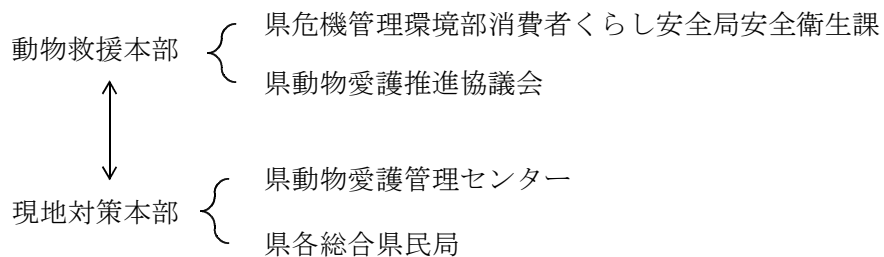 県危機管理環境部消費者くらし安全局安全衛生課
動物救援本部
県動物愛護推進協議会
県動物愛護管理センター
現地対策本部
県各総合県民局